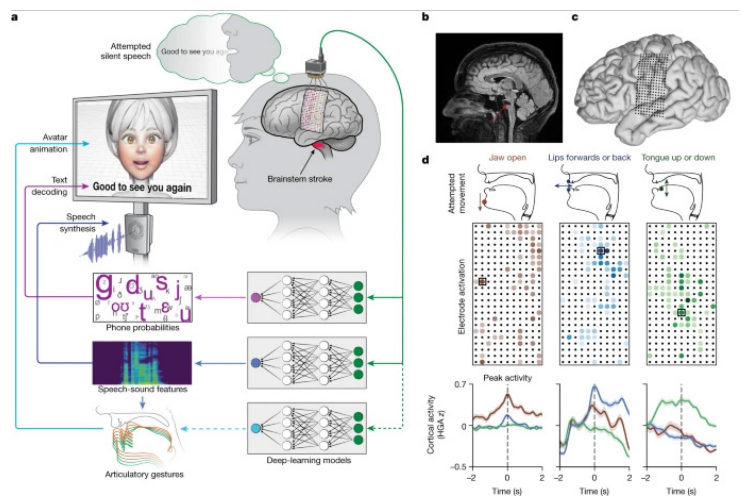 a
Attempted
silent speech
Good to see you aga
Avatar
animation
Text
decoding
Good to see you again
Speech
synthesis
Brainstem stroke
Phone probabilities
Speech-sound features
Articulatory gestures
Deep-learning models
b
c
d
Jaw open
Lips forwards or back
Tongue up or down
Attempted
movement
Electrode activation
Peak activity
Cortical activity
(HGA z)
0.7
0
–0.5
–2 0 2
–2 0 2
–2 0 2
Time (s)
Time (s)
Time (s)